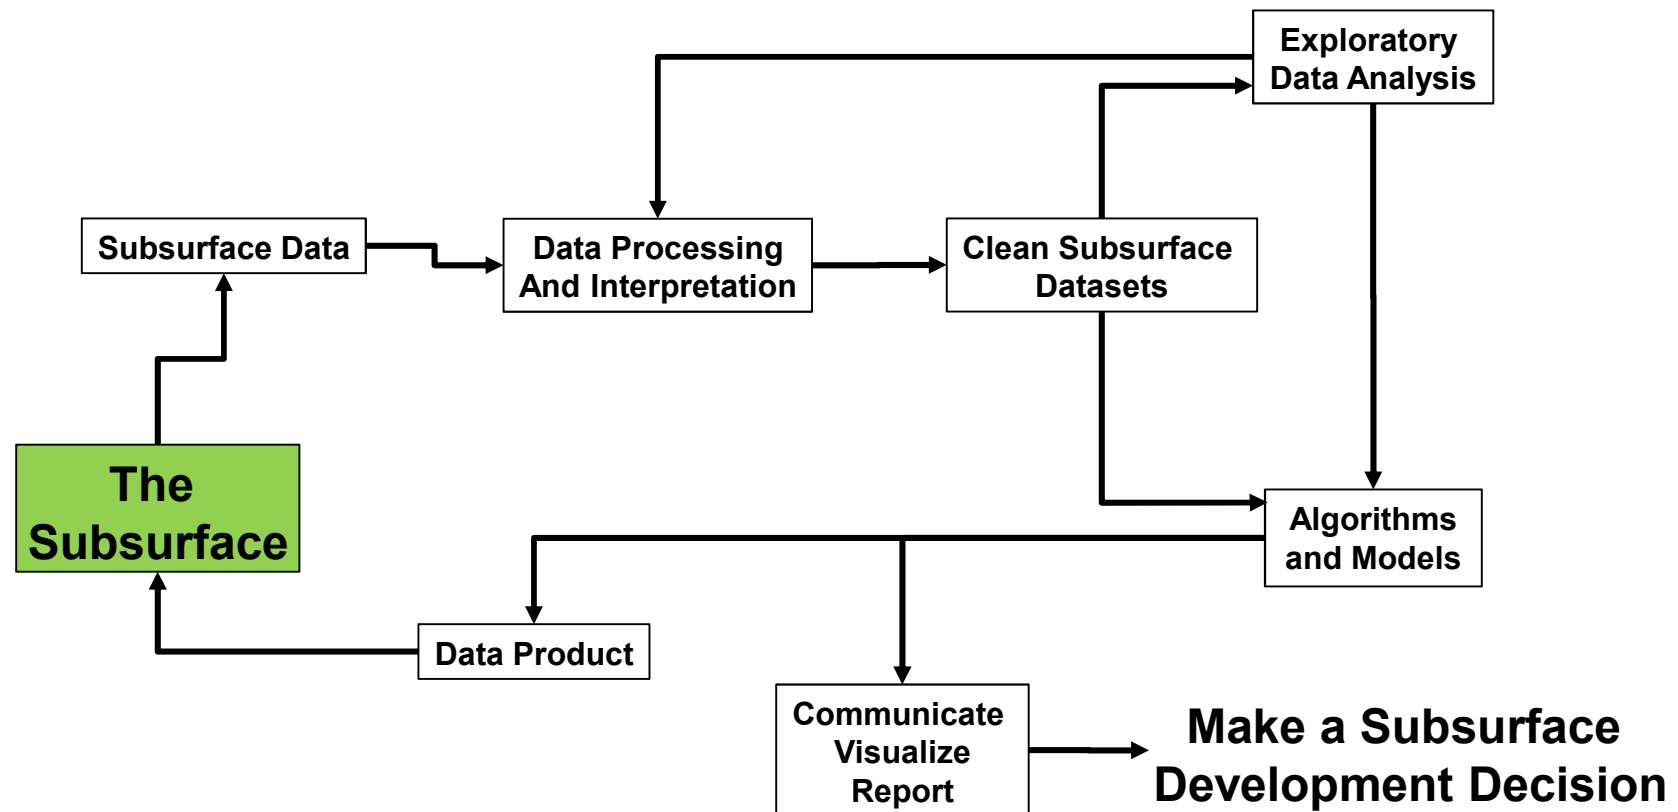 Exploratory
Data Analysis
Subsurface Data
Data Processing
And Interpretation
Clean Subsurface
Datasets
The
Subsurface
Algorithms
and Models
Data Product
Communicate
Visualize
Report
Make a Subsurface
Development Decision